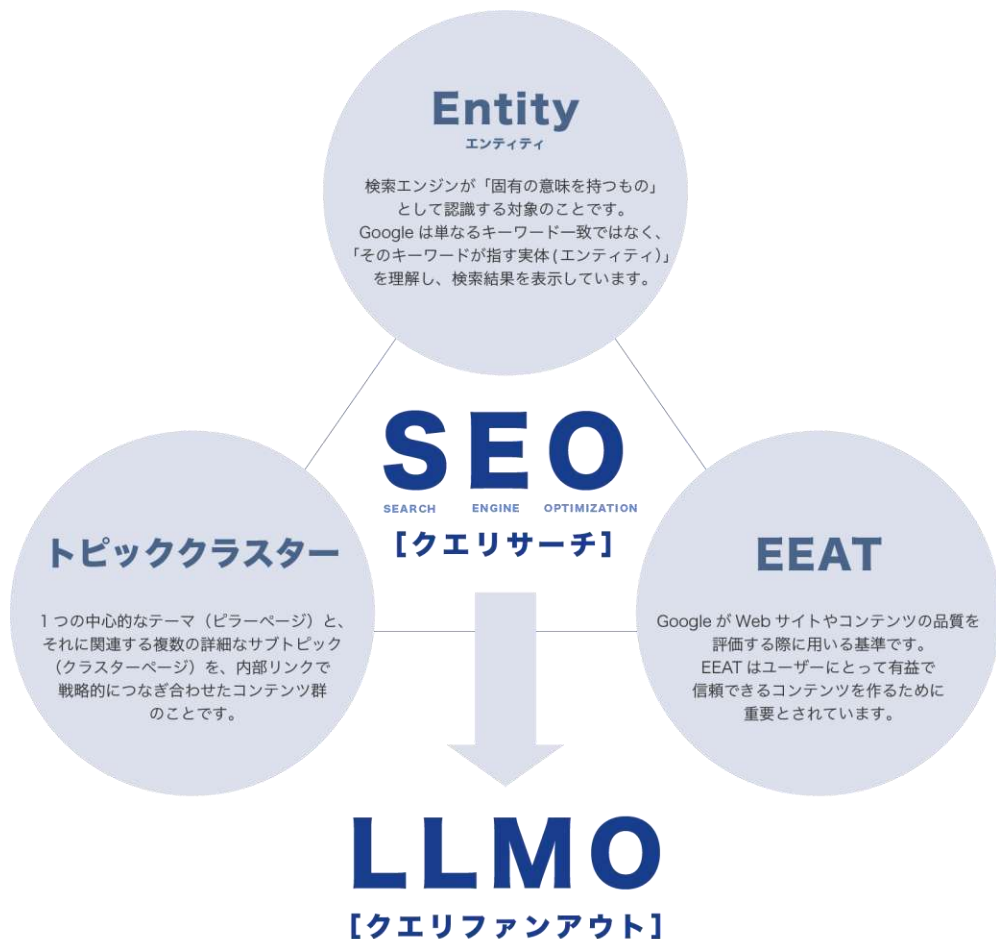 Entity
エンティティ
検索エンジンが「固有の意味を持つもの」
として認識する対象のことです。
Google は単なるキーワード一致ではなく、
「そのキーワードが指す実体(エンティティ)」
を理解し、検索結果を表示しています。
SEO
SEARCH ENGINE OPTIMIZATION
[クエリサーチ]
トピッククラスター
1つの中心的なテーマ（ピラーページ）と、
それに関連する複数の詳細なサブトピック
（クラスターページ）を、内部リンクで
戦略的につなぎ合わせたコンテンツ群
のことです。
EEAT
Google が Web サイトやコンテンツの品質を
評価する際に用いる基準です。
EEAT はユーザーにとって有益で
信頼できるコンテンツを作るために
重要とされています。
LLMO
[クエリファンアウト]